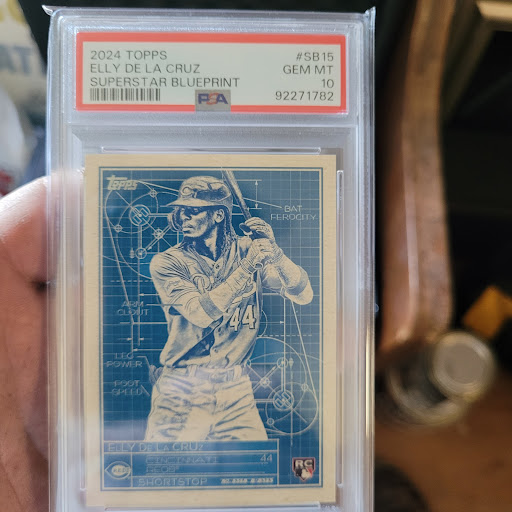 2024 TOPPS #SB15
ELLY DE LA CRUZ GEM MT
SUPERSTAR BLUEPRINT 10
PSA 92271782
Topps
BAT
FEROCITY
ARM
CLOUT
44
LEG
POWER
FOOT
SPEED
ELLY DE LA CRUZ
CINCINNATI 44
REDS®
SHORTSTOP
RC